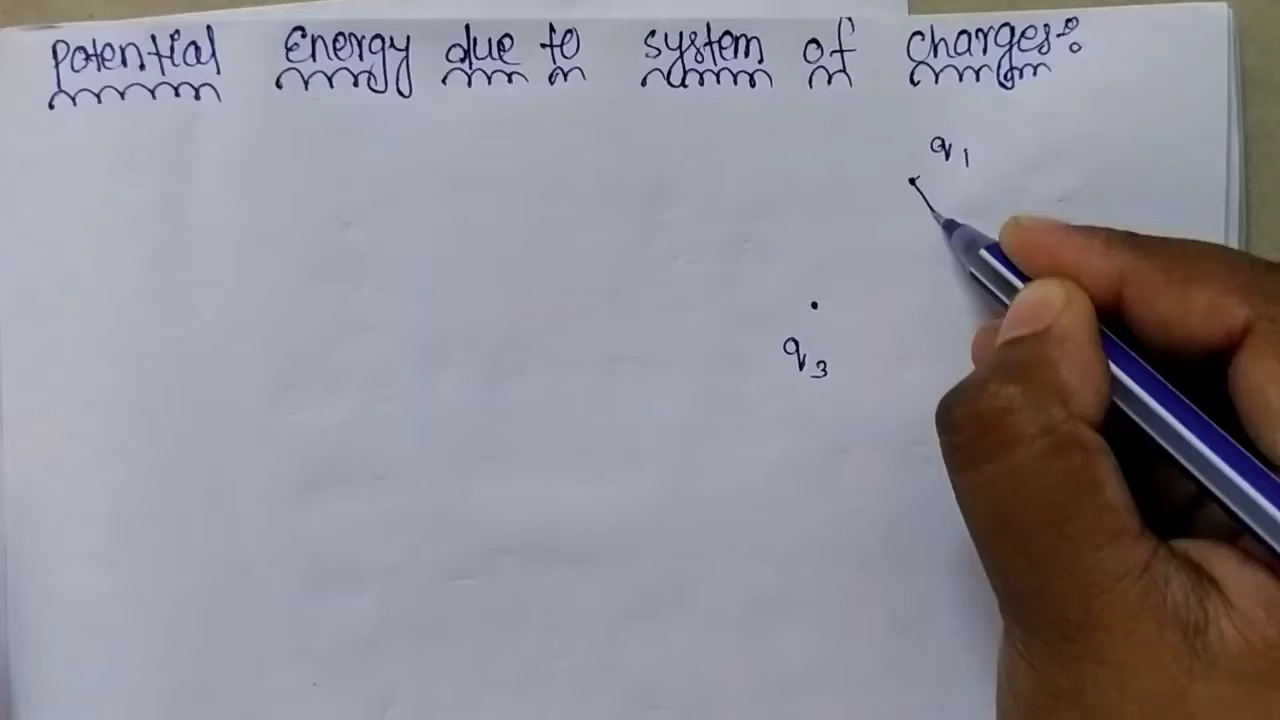 Potential Energy due to system of charges:
q1
q3